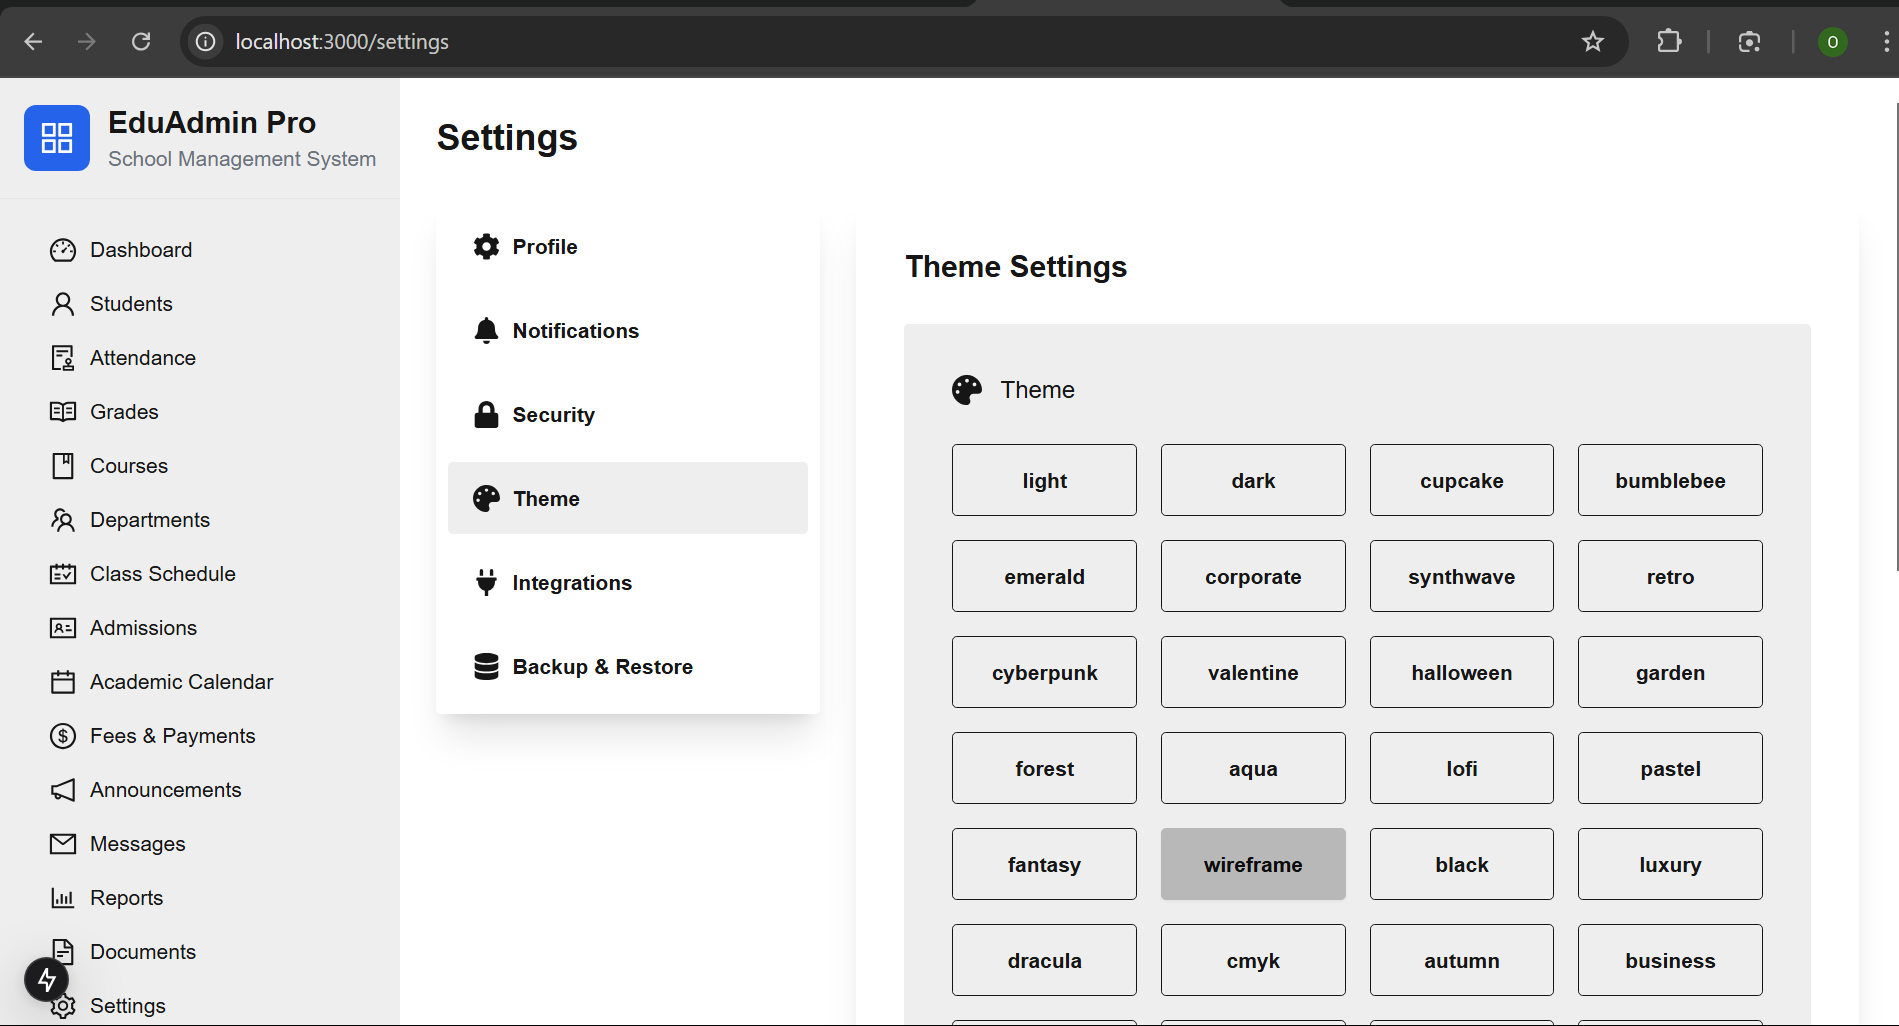 localhost:3000/settings
O
EduAdmin Pro
School Management System
Dashboard
Students
Attendance
Grades
Courses
Departments
Class Schedule
Admissions
Academic Calendar
Fees & Payments
Announcements
Messages
Reports
Documents
Settings
Settings
Profile
Notifications
Security
Theme
Integrations
Backup & Restore
Theme Settings
Theme
light dark cupcake bumblebee
emerald corporate synthwave retro
cyberpunk valentine halloween garden
forest aqua lofi pastel
fantasy wireframe black luxury
dracula cmyk autumn business